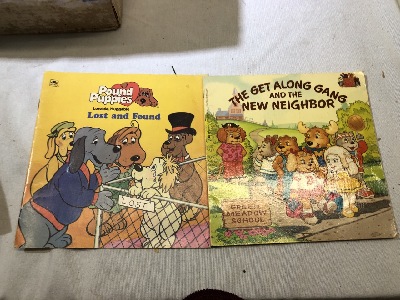 Pound
Puppies
Lost and Found
THE GET ALONG GANG
AND THE
NEW NEIGHBOR
GREEN
MEADOW
SCHOOL